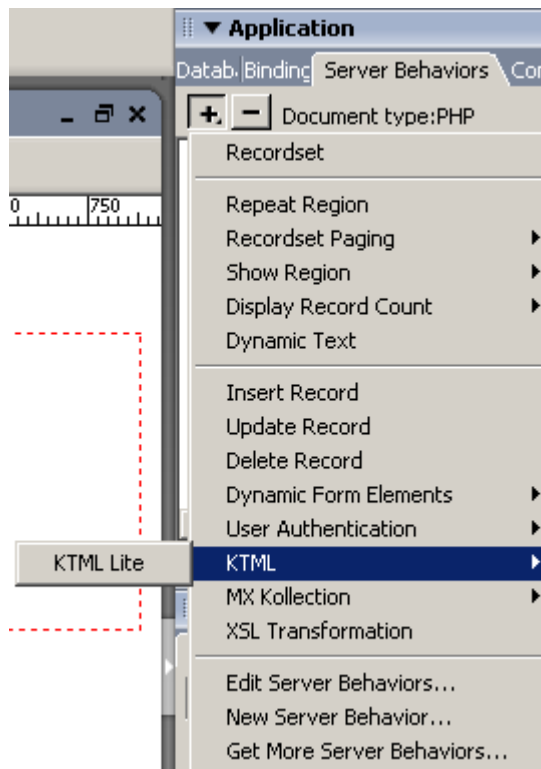 Application
Datab. Binding Server Behaviors Co
Document type:PHP
0 750
Recordset
Repeat Region
Recordset Paging
Show Region
Display Record Count
Dynamic Text
Insert Record
Update Record
Delete Record
Dynamic Form Elements
User Authentication
KTML Lite
KTML
MX Kollection
XSL Transformation
Edit Server Behaviors...
New Server Behavior...
Get More Server Behaviors...